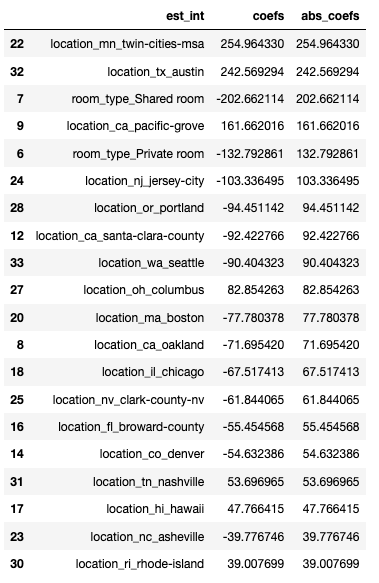 est_int coefs abs_coefs
22 location_mn_twin-cities-msa 254.964330 254.964330
32 location_tx_austin 242.569294 242.569294
7 room_type_Shared room -202.662114 202.662114
9 location_ca_pacific-grove 161.662016 161.662016
6 room_type_Private room -132.792861 132.792861
24 location_nj_jersey-city -103.336495 103.336495
28 location_or_portland -94.451142 94.451142
12 location_ca_santa-clara-county -92.422766 92.422766
33 location_wa_seattle -90.404323 90.404323
27 location_oh_columbus 82.854263 82.854263
20 location_ma_boston -77.780378 77.780378
8 location_ca_oakland -71.695420 71.695420
18 location_il_chicago -67.517413 67.517413
25 location_nv_clark-county-nv -61.844065 61.844065
16 location_fl_broward-county -55.454568 55.454568
14 location_co_denver -54.632386 54.632386
31 location_tn_nashville 53.696965 53.696965
17 location_hi_hawaii 47.766415 47.766415
23 location_nc_asheville -39.776746 39.776746
30 location_ri_rhode-island 39.007699 39.007699